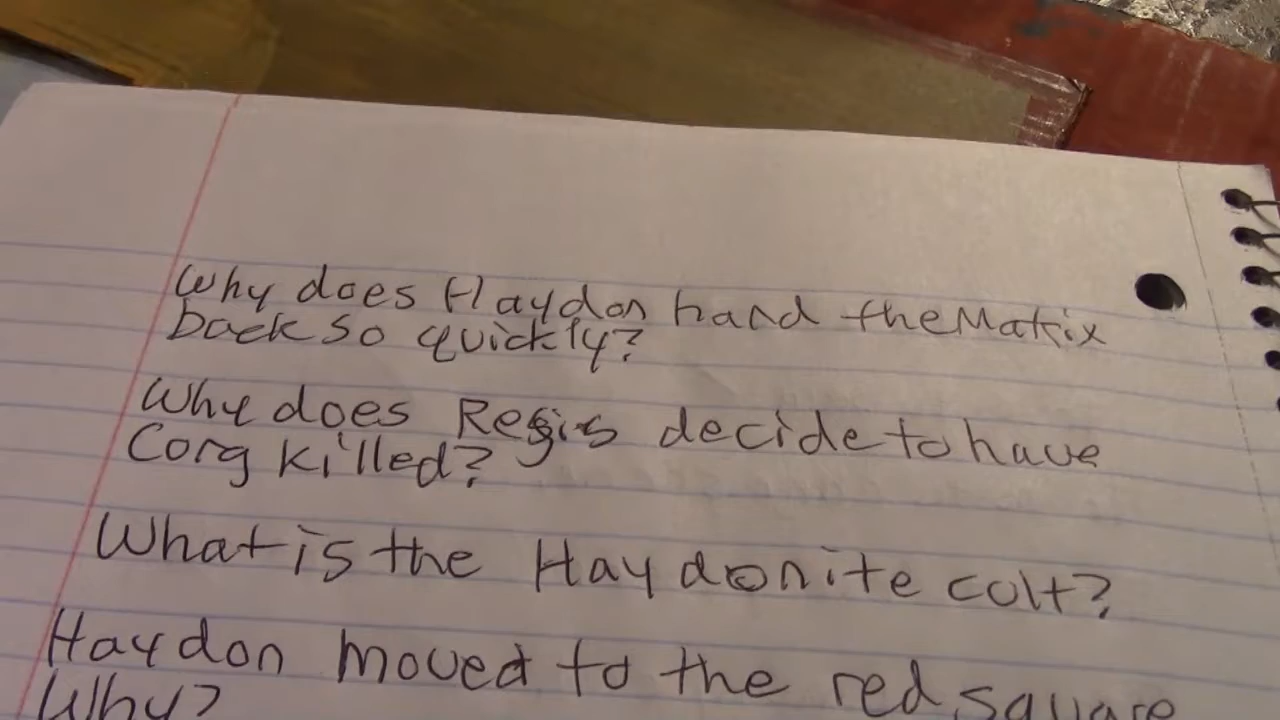 Why does Haydon hand the Matrix
back so quickly?
Why does Regis decide to have
Corg killed?
What is the Haydonite cult?
Haydon moved to the red square
Why?